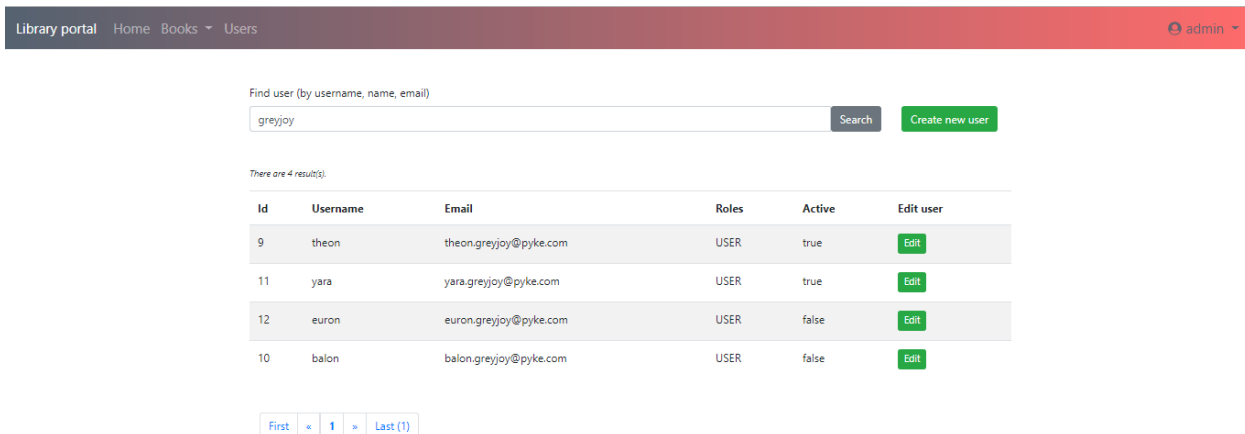 Library portal Home Books Users admin
Find user (by username, name, email)
greyjoy Search Create new user
There are 4 result(s).
Id Username Email Roles Active Edit user
9 theon theon.greyjoy@pyke.com USER true Edit
11 yara yara.greyjoy@pyke.com USER true Edit
12 euron euron.greyjoy@pyke.com USER false Edit
10 balon balon.greyjoy@pyke.com USER false Edit
First « 1 » Last (1)